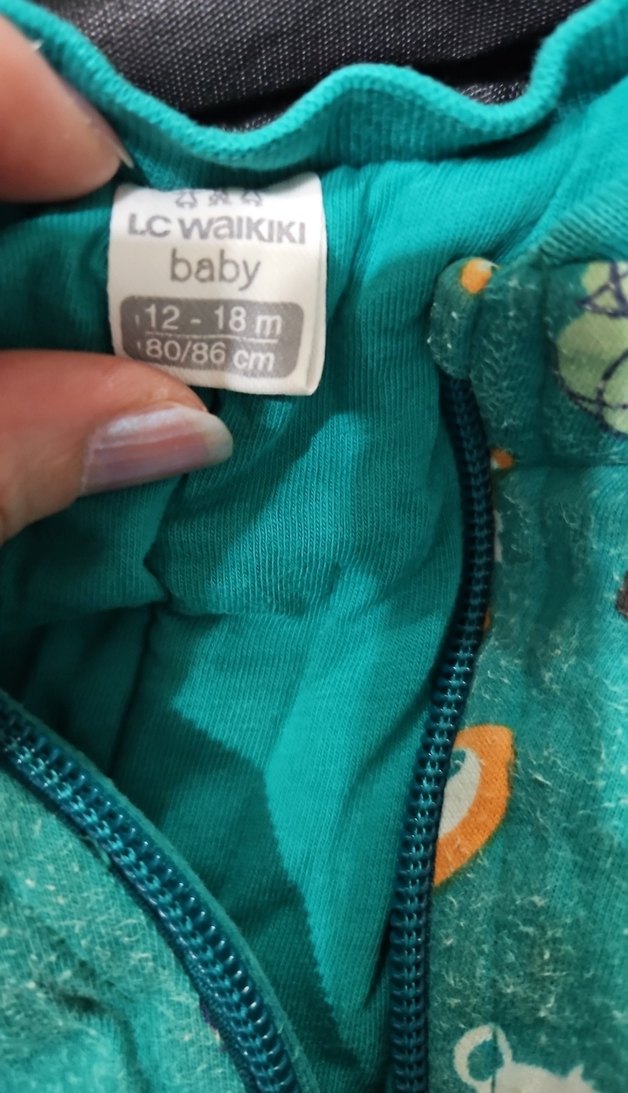 LC WAIKIKI
baby
12 - 18 m
80/86 cm